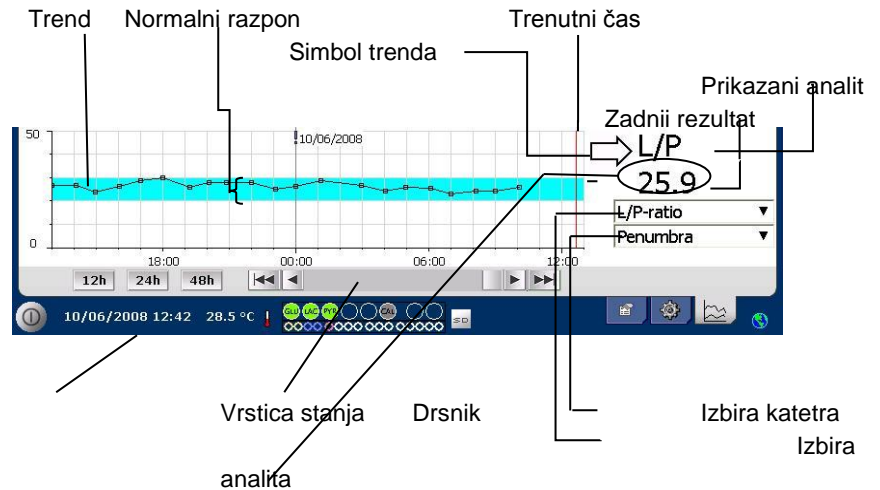 Trend Normalni razpon Trenutni čas
Simbol trenda
Prikazani analit
Zadnii rezultat
50
10/06/2008
L/P
25.9
L/P-ratio
Penumbra
0
18:00 00:00 06:00 12:00
12h 24h 48h
10/06/2008 12:42 28.5 °C GLU LAC PYR CAL SD
Vrstica stanja Drsnik Izbira katetra
Izbira
analita